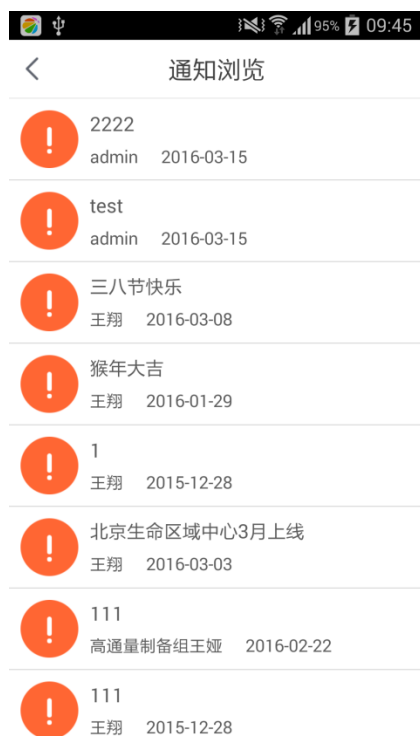 95% 09:45
通知浏览
2222
admin 2016-03-15
test
admin 2016-03-15
三八节快乐
王翔 2016-03-08
猴年大吉
王翔 2016-01-29
1
王翔 2015-12-28
北京生命区域中心3月上线
王翔 2016-03-03
111
高通量制备组王娅 2016-02-22
111
王翔 2015-12-28